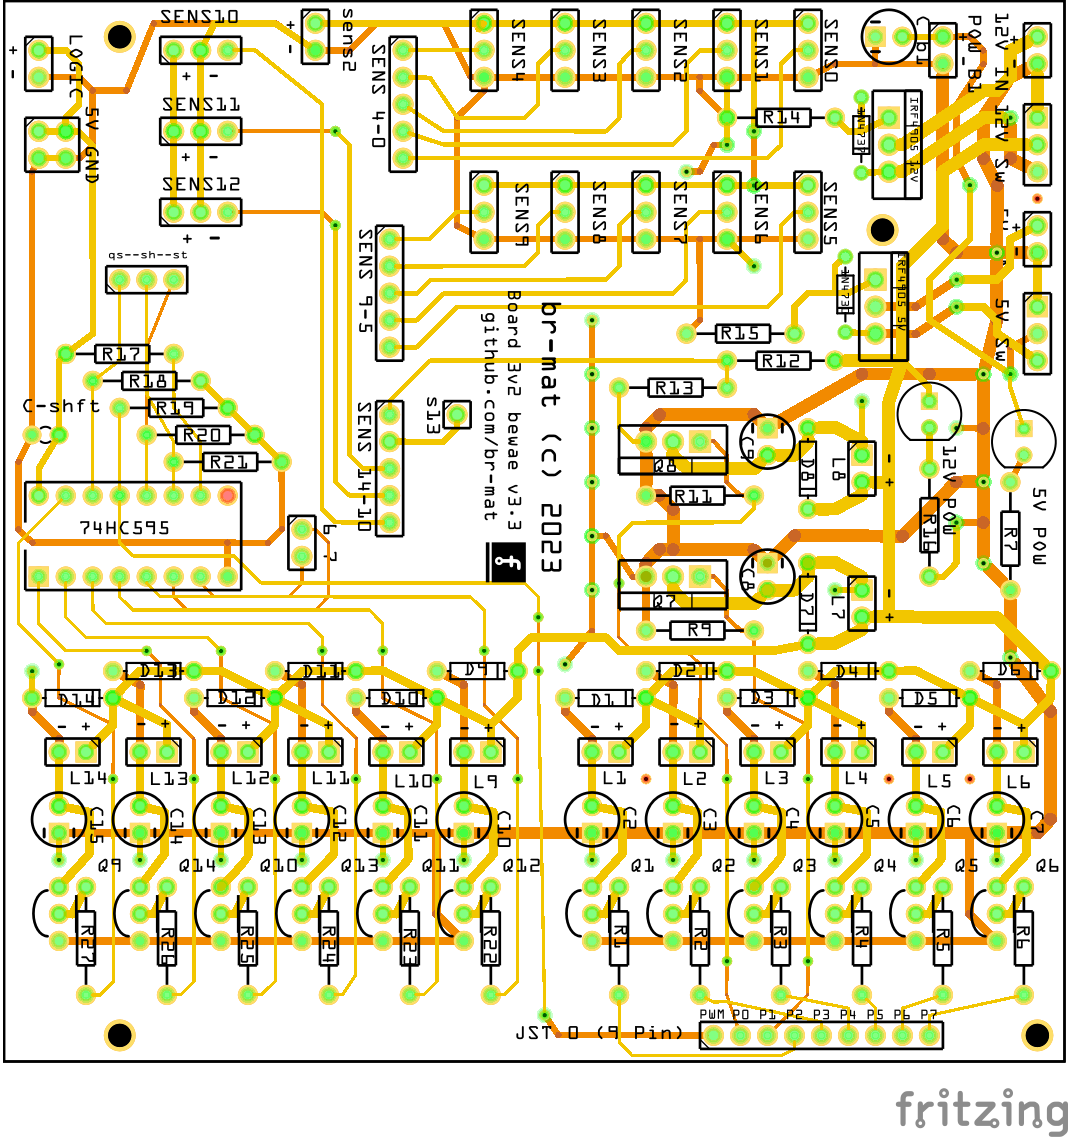 SENS10
sens2
SENS4
SENS3
SENS2
SENS1
SENS0
Cb1
POW B1
12V IN
LOGIC
SENS 4-0
SENS11
5V GND
R14
1N4737
IRF4905 12V
12V Sw
SENS12
SENS9
SENS8
SENS7
SENS6
SENS5
SENS 9-5
qs--sh--st
1N4737
IRF4905 5V
5V Sw
Board 3v2 bewae v3.3
github.com/br-mat
br-mat (c) 2023
R15
R17
R12
R18
R13
R19
C-shft
SENS 14-10
s13
R20
R21
Q8
D8
L8
12V POW
R11
5V POW
74HC595
R16
R7
Q7
C8
D7
L7
R9
D13
D11
D9
D2
D4
D6
D14
D12
D10
D1
D3
D5
L14
L13
L12
L11
L10
L9
L1
L2
L3
L4
L5
L6
C15
C14
C13
C12
C11
C10
C2
C3
C4
C5
C6
C7
Q9
Q14
Q10
Q13
Q11
Q12
Q1
Q2
Q3
Q4
Q5
Q6
R27
R26
R25
R24
R23
R22
R1
R2
R3
R4
R5
R6
PWM P0 P1 P2 P3 P4 P5 P6 P7
JST 0 (9 Pin)
fritzing